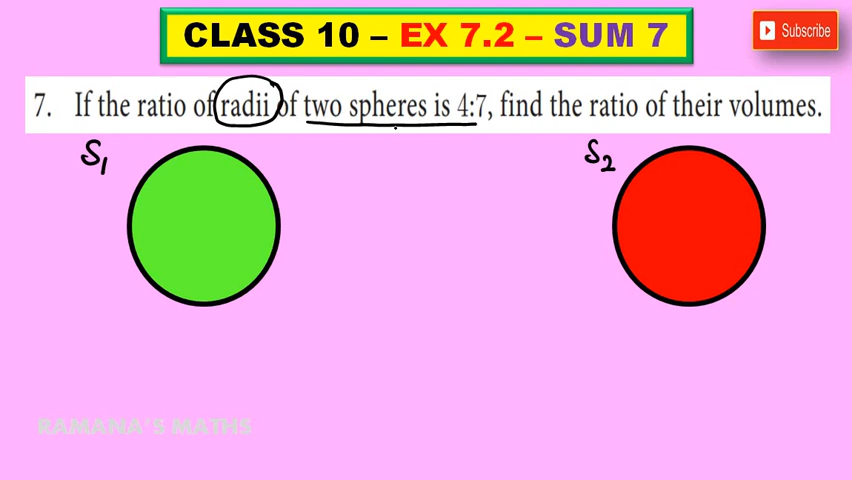 CLASS 10 – EX 7.2 – SUM 7
Subscribe
7. If the ratio of radii of two spheres is 4:7, find the ratio of their volumes.
S1
S2
RAMANA'S MATHS